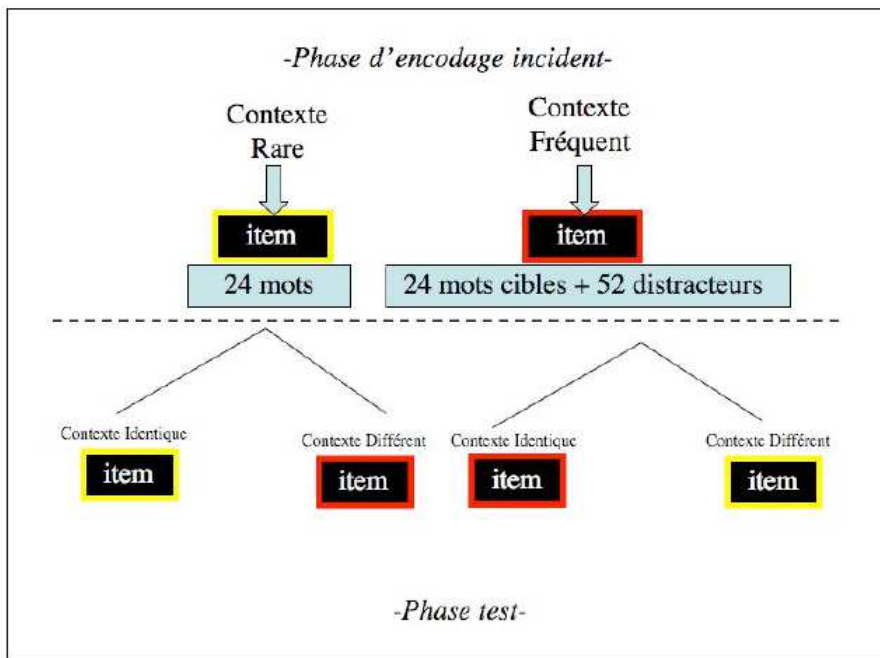 -Phase d'encodage incident-
Contexte
Rare
Contexte
Fréquent
item
item
24 mots
24 mots cibles + 52 distracteurs
Contexte Identique
Contexte Différent
Contexte Identique
Contexte Différent
item
item
item
item
-Phase test-